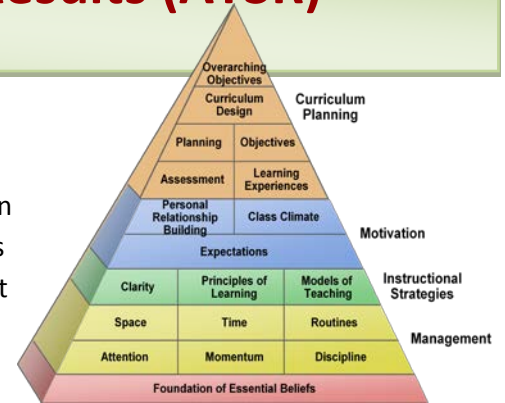 Results (ATSR)
Overarching
Objectives
Curriculum
Design
Curriculum
Planning
Planning
Objectives
Assessment
Learning
Experiences
n
s
t
Personal
Relationship
Building
Class Climate
Motivation
Expectations
Clarity
Principles of
Learning
Models of
Teaching
Instructional
Strategies
Space
Time
Routines
Management
Attention
Momentum
Discipline
Foundation of Essential Beliefs